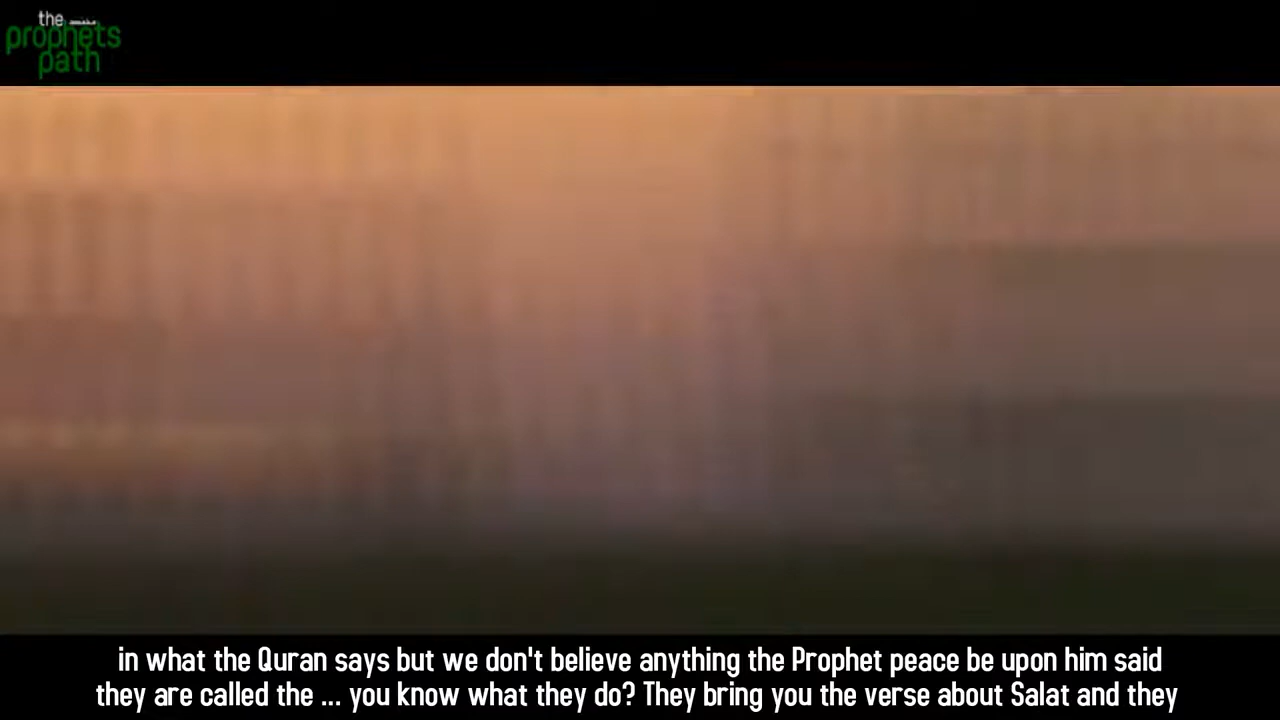 the
prophets
path
in what the Quran says but we don't believe anything the Prophet peace be upon him said
they are called the ... you know what they do? They bring you the verse about Salat and they